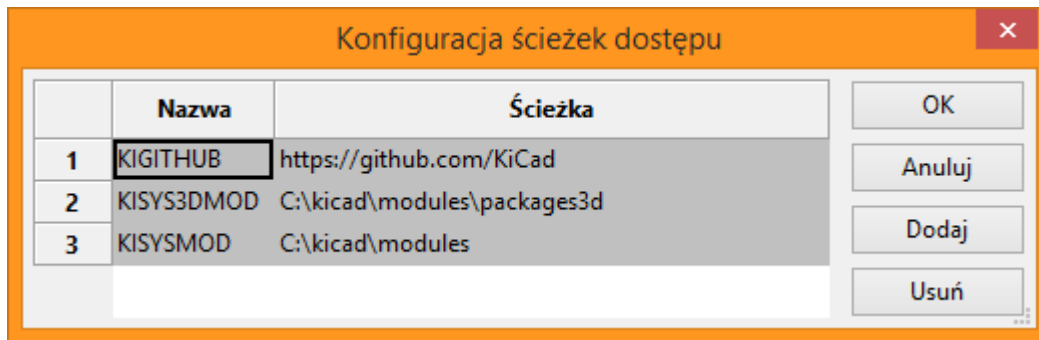 Konfiguracja ścieżek dostępu
Nazwa Ścieżka
1 KIGITHUB https://github.com/KiCad
2 KISYS3DMOD C:\kicad\modules\packages3d
3 KISYSMOD C:\kicad\modules
OK
Anuluj
Dodaj
Usuń